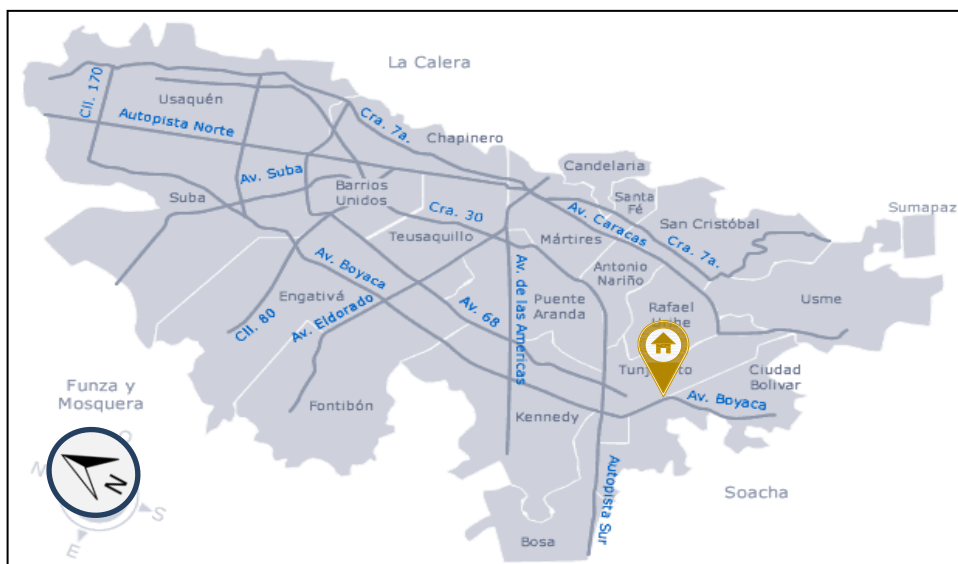 La Calera
Cll. 170
Usaquén
Autopista Norte
Cra. 7a.
Chapinero
Candelaria
Av. Suba
Suba
Barrios
Unidos
Cra. 30
Teusaquillo
Santa
Fé
San Cristóbal
Sumapaz
Av. Caracas
Cra. 7a.
Mártires
Antonio
Nariño
Av. Boyaca
Engativá
Av. Eldorado
Cll. 80
Av. 68
Av. de las Américas
Puente
Aranda
Rafael
Usme
Ciudad
Bolivar
Av. Boyaca
Funza y
Mosquera
Fontibón
Kennedy
Autopista Sur
Soacha
Bosa
O
N
N
S
E